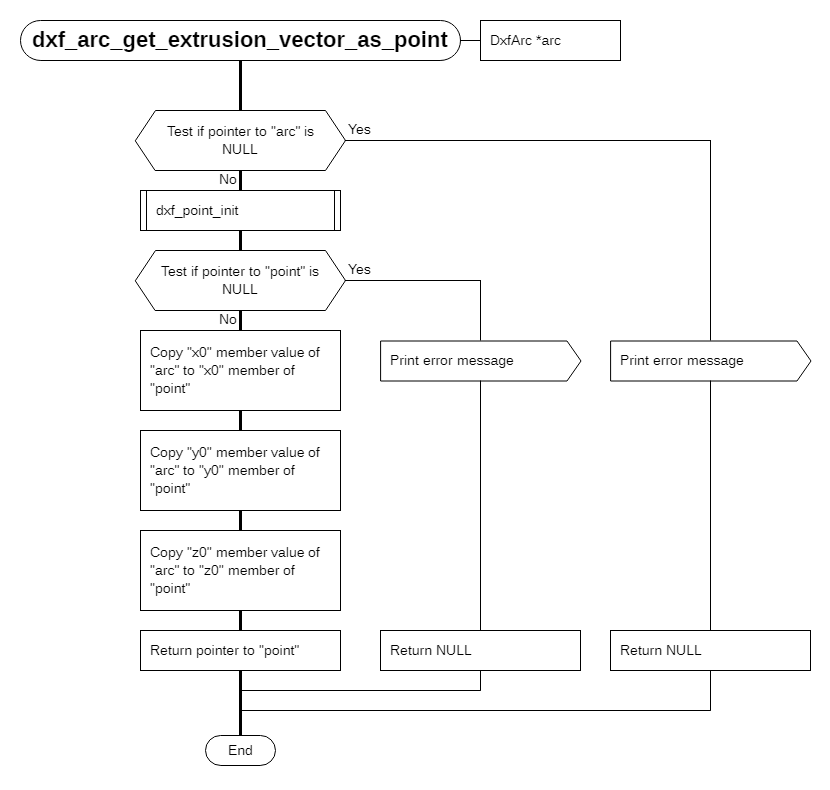 dxf_arc_get_extrusion_vector_as_point
DxfArc *arc
Test if pointer to "arc" is
NULL
Yes
No
dxf_point_init
Test if pointer to "point" is
NULL
Yes
No
Copy "x0" member value of
"arc" to "x0" member of
"point"
Print error message
Print error message
Copy "y0" member value of
"arc" to "y0" member of
"point"
Copy "z0" member value of
"arc" to "z0" member of
"point"
Return pointer to "point"
Return NULL
Return NULL
End